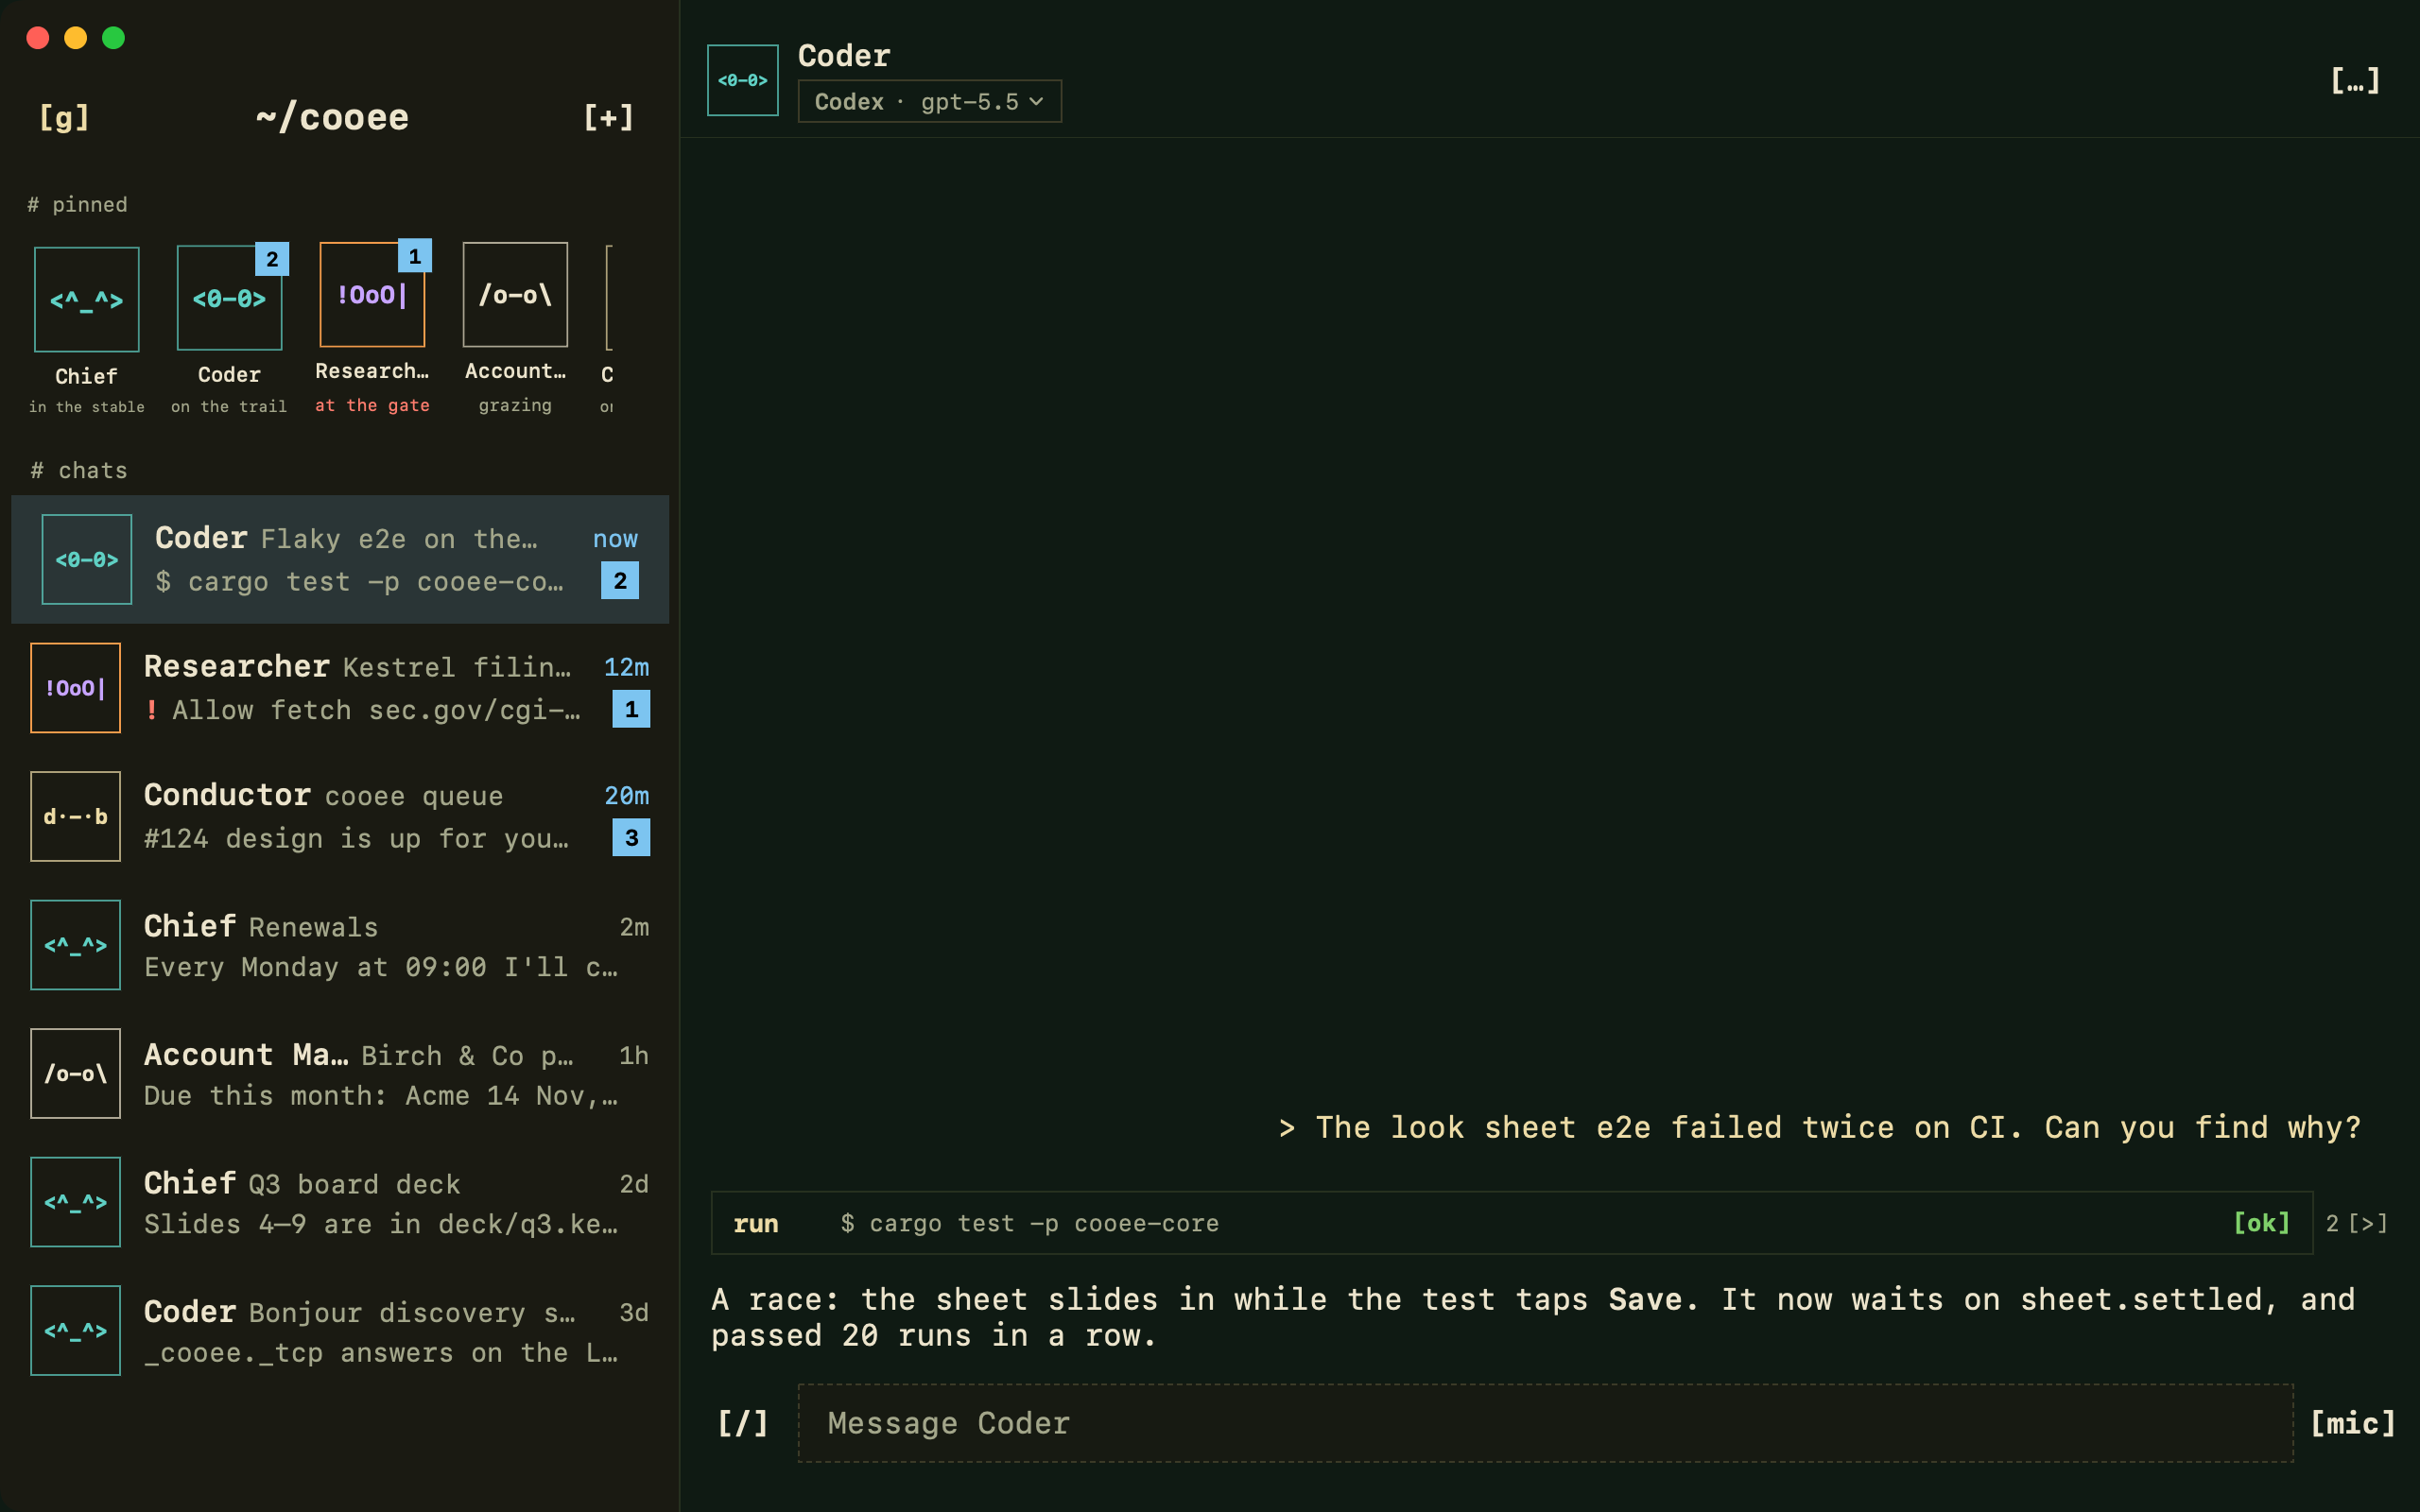 [g] ~/cooee [+]
# pinned
<^_^> <0-0> 2 !OoO| 1 /o-o\
Chief Coder Research… Account… C
in the stable on the trail at the gate grazing
# chats
<0-0> Coder Flaky e2e on the… now
$ cargo test -p cooee-co… 2
!OoO| Researcher Kestrel filin… 12m
! Allow fetch sec.gov/cgi-… 1
d·-·b Conductor cooee queue 20m
#124 design is up for you… 3
<^_^> Chief Renewals 2m
Every Monday at 09:00 I'll c…
/o-o\ Account Ma… Birch & Co p… 1h
Due this month: Acme 14 Nov,…
<^_^> Chief Q3 board deck 2d
Slides 4–9 are in deck/q3.ke…
<^_^> Coder Bonjour discovery s… 3d
_cooee._tcp answers on the L…
<0-0> Coder
Codex · gpt-5.5
[…]
> The look sheet e2e failed twice on CI. Can you find why?
run $ cargo test -p cooee-core [ok] 2 [>]
A race: the sheet slides in while the test taps Save. It now waits on sheet.settled, and
passed 20 runs in a row.
[/] Message Coder [mic]